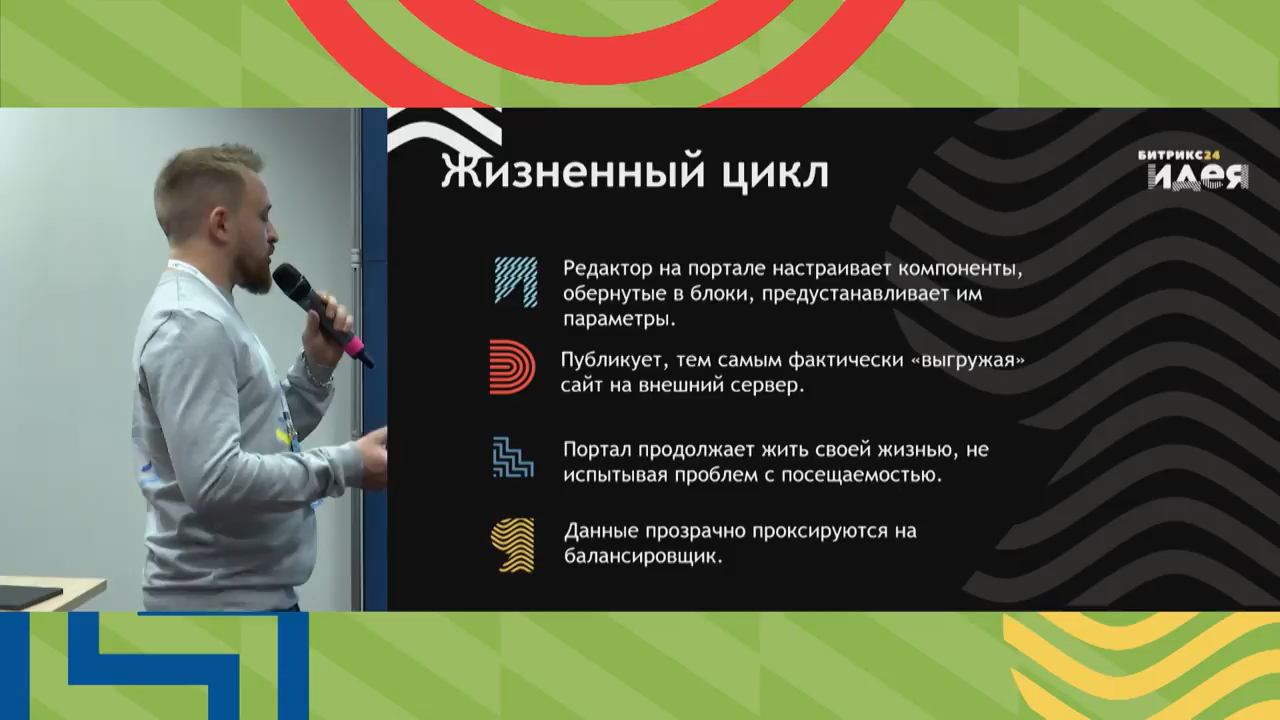 Жизненный цикл
БИТРИКС24
идея
Редактор на портале настраивает компоненты,
обернутые в блоки, предустанавливает им
параметры.
Публикует, тем самым фактически «выгружая»
сайт на внешний сервер.
Портал продолжает жить своей жизнью, не
испытывая проблем с посещаемостью.
Данные прозрачно проксируются на
балансировщик.